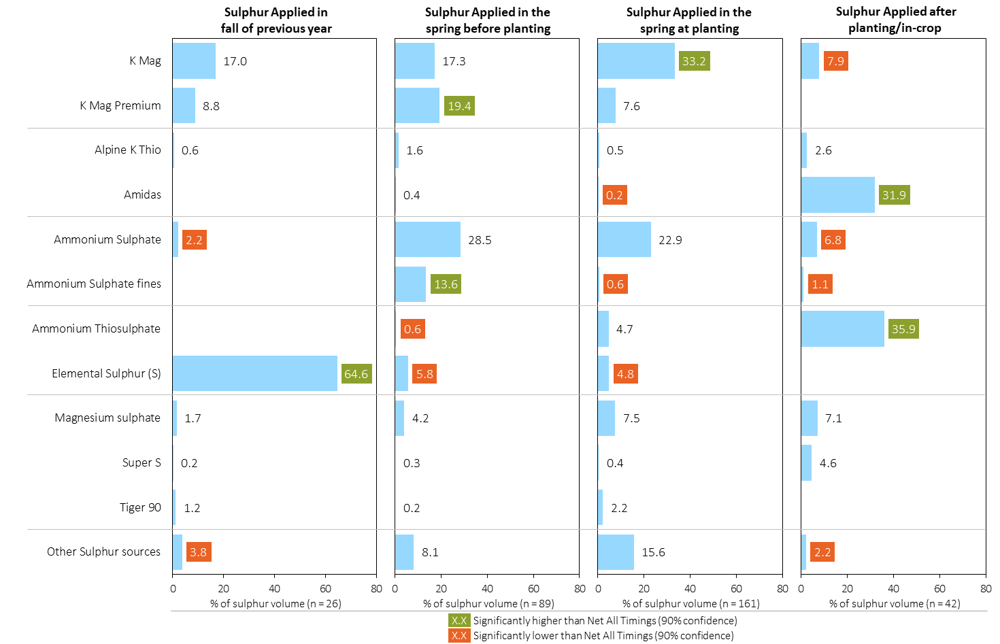 Sulphur Applied in
fall of previous year
Sulphur Applied in the
spring before planting
Sulphur Applied in the
spring at planting
Sulphur Applied after
planting/in-crop
K Mag 17.0 17.3 33.2 7.9
K Mag Premium 8.8 19.4 7.6
Alpine K Thio 0.6 1.6 0.5 2.6
Amidas 0.4 0.2 31.9
Ammonium Sulphate 2.2 28.5 22.9 6.8
Ammonium Sulphate fines 13.6 0.6 1.1
Ammonium Thiosulphate 0.6 4.7 35.9
Elemental Sulphur (S) 64.6 5.8 4.8
Magnesium sulphate 1.7 4.2 7.5 7.1
Super S 0.2 0.3 0.4 4.6
Tiger 90 1.2 0.2 2.2
Other Sulphur sources 3.8 8.1 15.6 2.2
0 20 40 60 80 0 20 40 60 80 0 20 40 60 80 0 20 40 60 80
% of sulphur volume (n = 26) % of sulphur volume (n = 89) % of sulphur volume (n = 161) % of sulphur volume (n = 42)
X.X Significantly higher than Net All Timings (90% confidence)
X.X Significantly lower than Net All Timings (90% confidence)